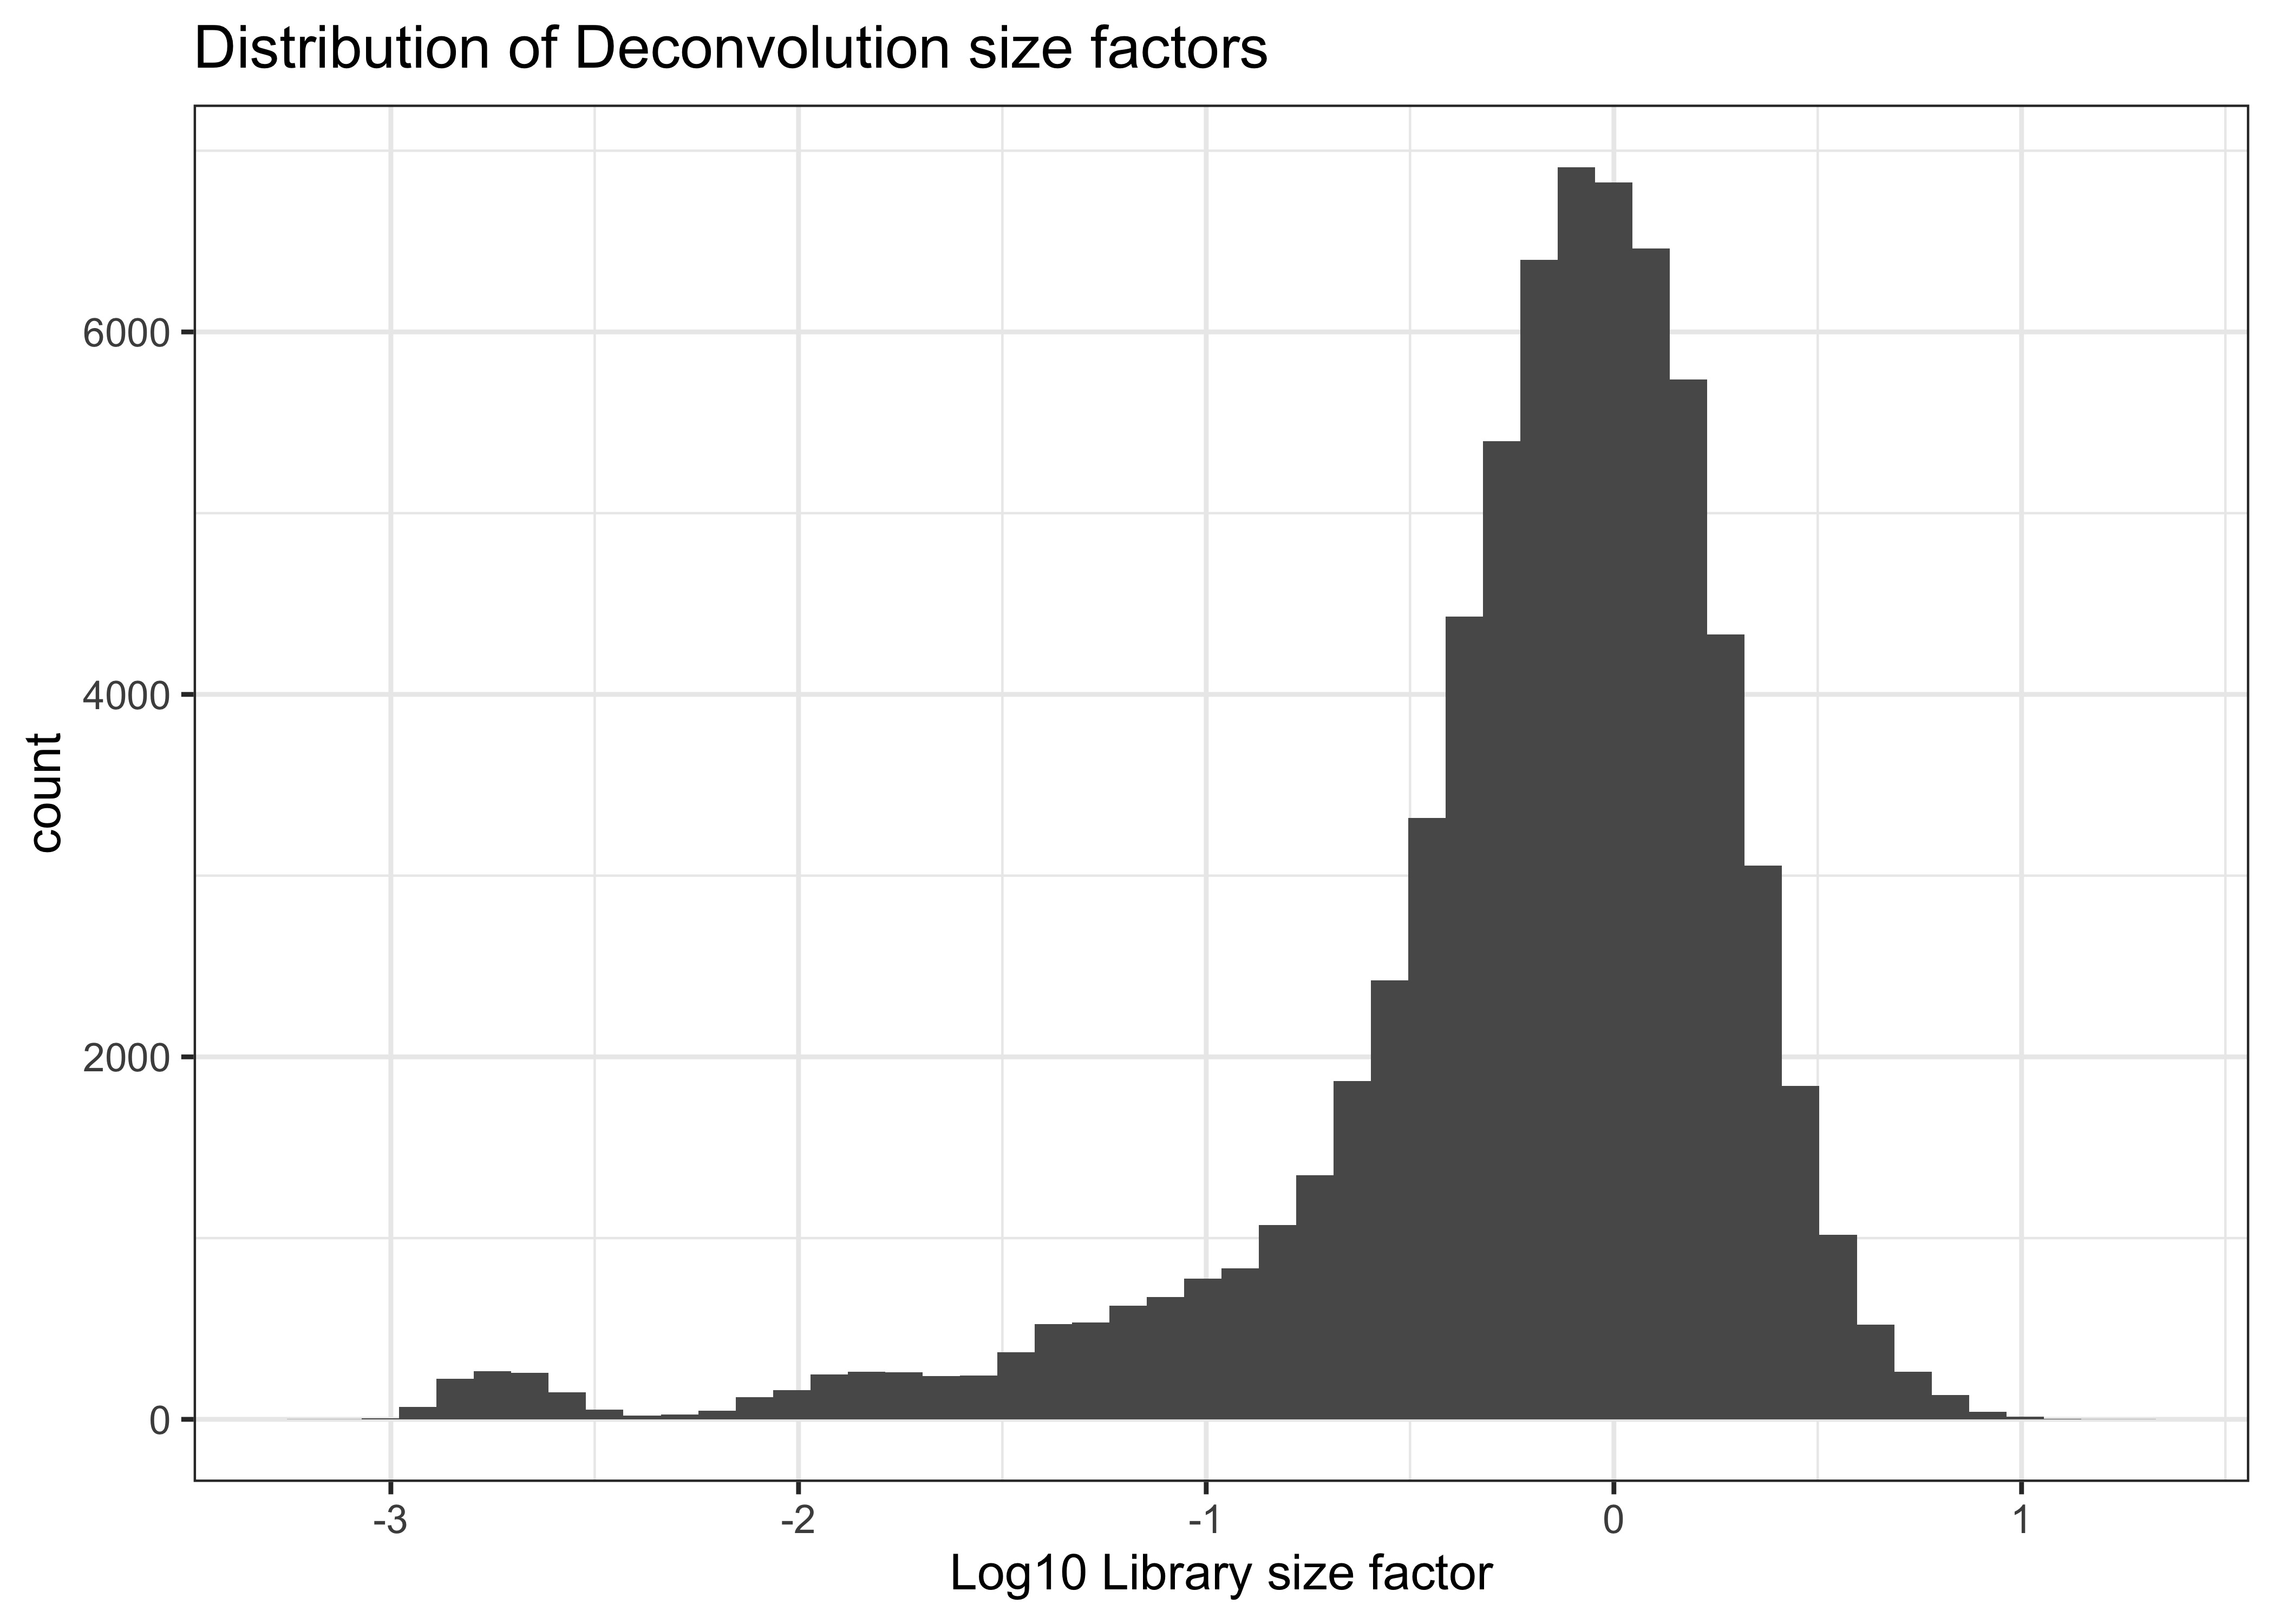 Distribution of Deconvolution size factors
count
6000
4000
2000
0
-3 -2 -1 0 1
Log10 Library size factor